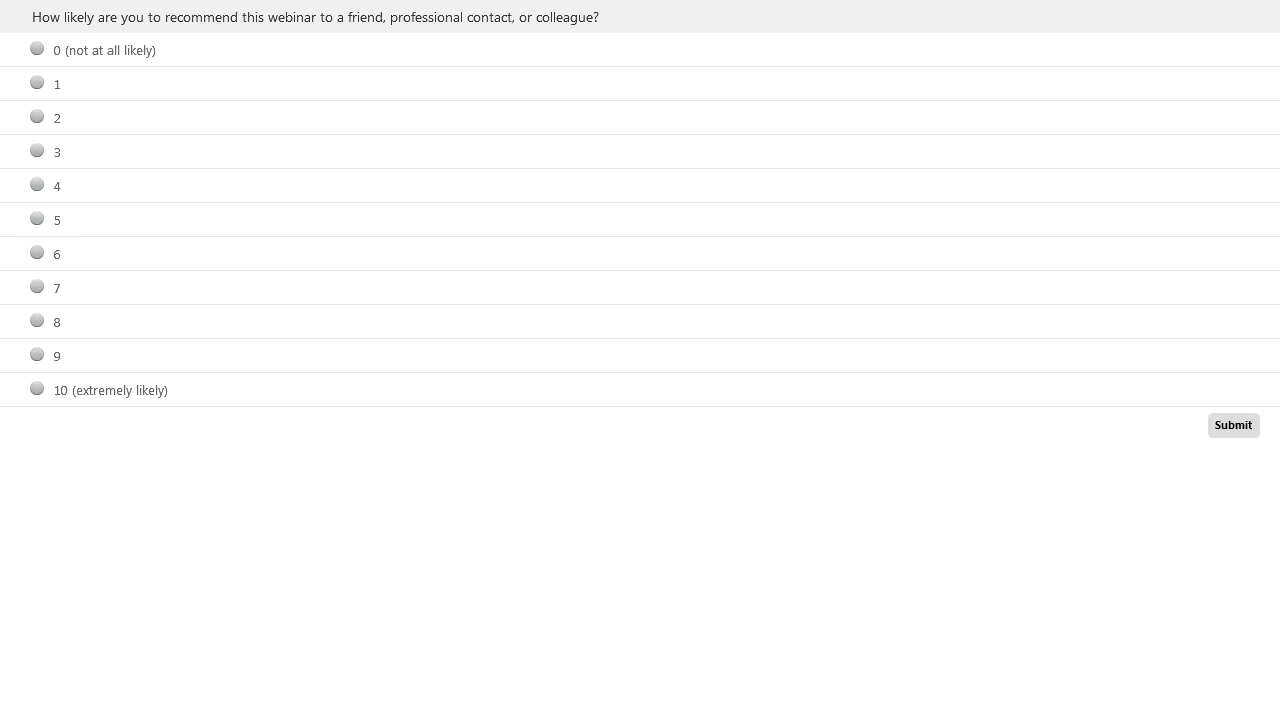 How likely are you to recommend this webinar to a friend, professional contact, or colleague?
0 (not at all likely)
1
2
3
4
5
6
7
8
9
10 (extremely likely)
Submit